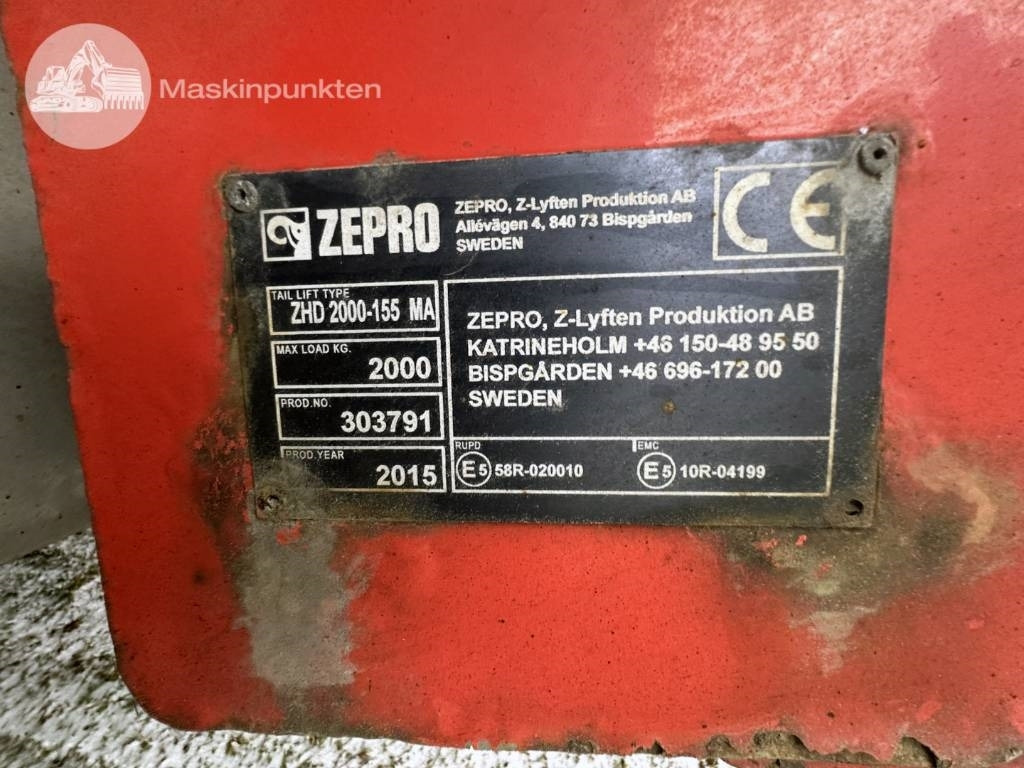 Maskinpunkten
ZEPRO
ZEPRO, Z-Lyften Produktion AB
Allévägen 4, 840 73 Bispgården
SWEDEN
CE
TAIL LIFT TYPE
ZHD 2000-155 MA
MAX LOAD KG.
2000
PROD.NO.
303791
PROD.YEAR
2015
ZEPRO, Z-Lyften Produktion AB
KATRINEHOLM +46 150-48 95 50
BISPGÅRDEN +46 696-172 00
SWEDEN
RUPD
E5 58R-020010
EMC
E5 10R-04199